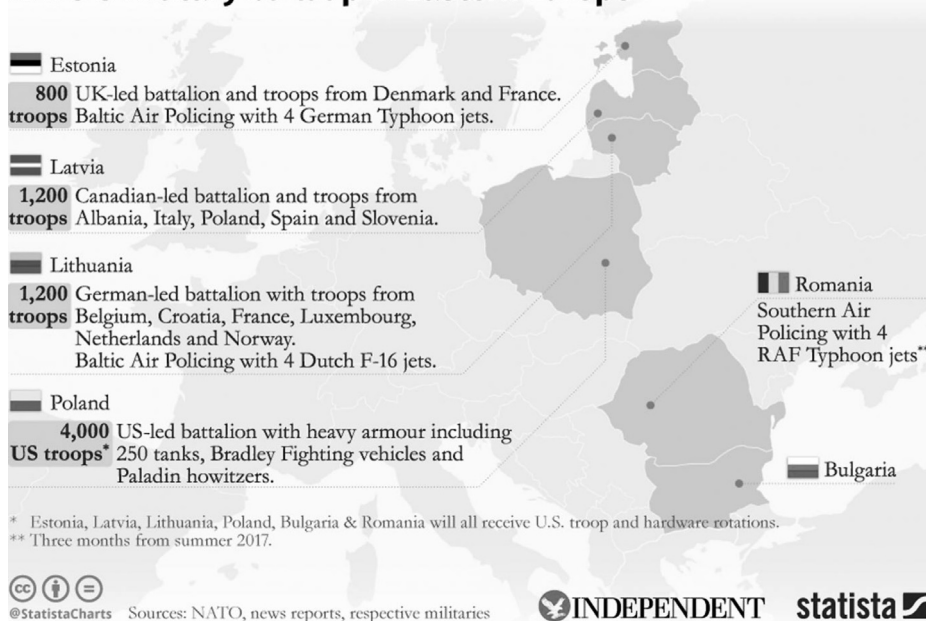 Estonia
800 UK-led battalion and troops from Denmark and France.
troops Baltic Air Policing with 4 German Typhoon jets.
Latvia
1,200 Canadian-led battalion and troops from
troops Albania, Italy, Poland, Spain and Slovenia.
Lithuania
1,200 German-led battalion with troops from
troops Belgium, Croatia, France, Luxembourg,
Netherlands and Norway.
Baltic Air Policing with 4 Dutch F-16 jets.
Poland
4,000 US-led battalion with heavy armour including
US troops* 250 tanks, Bradley Fighting vehicles and
Paladin howitzers.
Romania
Southern Air
Policing with 4
RAF Typhoon jets**
Bulgaria
* Estonia, Latvia, Lithuania, Poland, Bulgaria & Romania will all receive U.S. troop and hardware rotations.
** Three months from summer 2017.
cc
@StatistaCharts Sources: NATO, news reports, respective militaries
INDEPENDENT statista